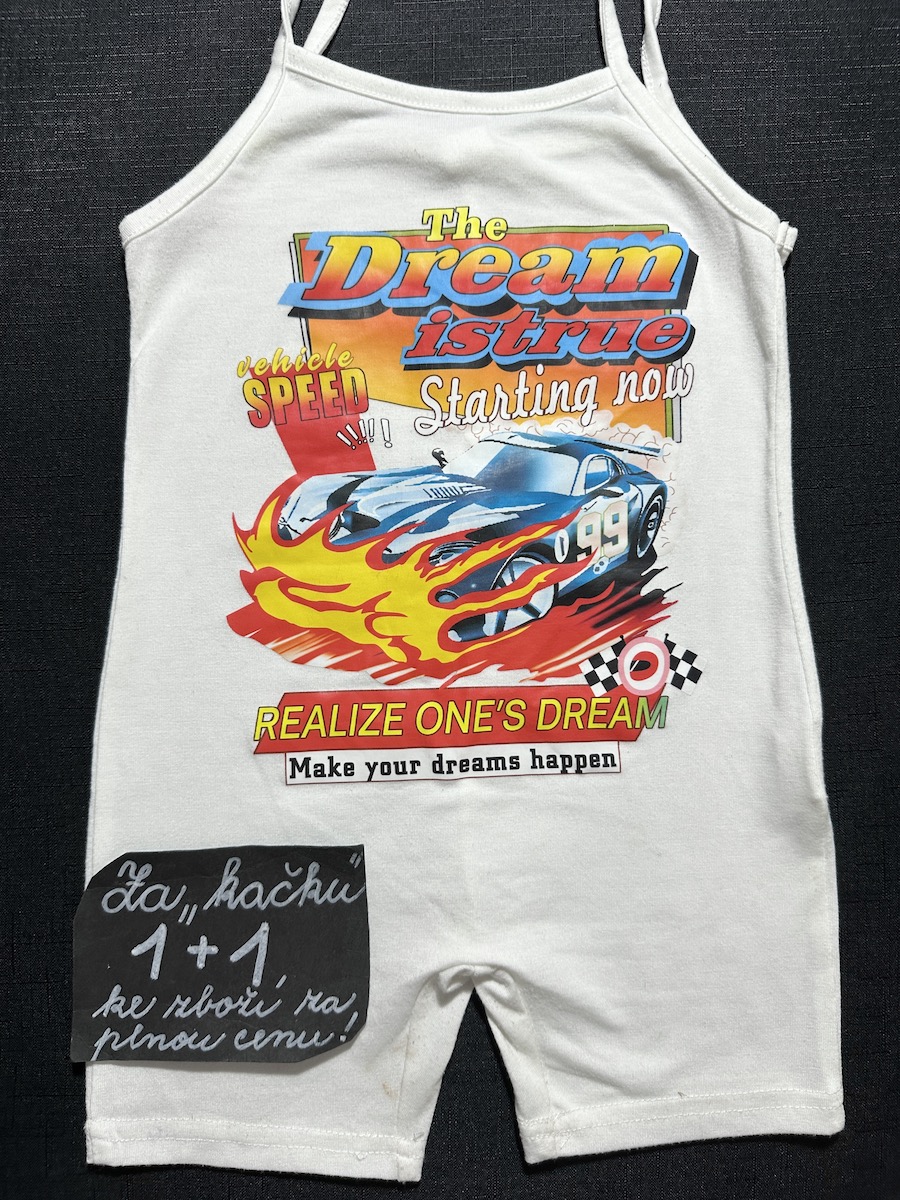 The
Dream
istrue
vehicle
SPEED
!!!!!
Starting now
99
0
REALIZE ONE'S DREAM
Make your dreams happen
Za „kačku“
1+1,
ke zboží za
plnou cenu!